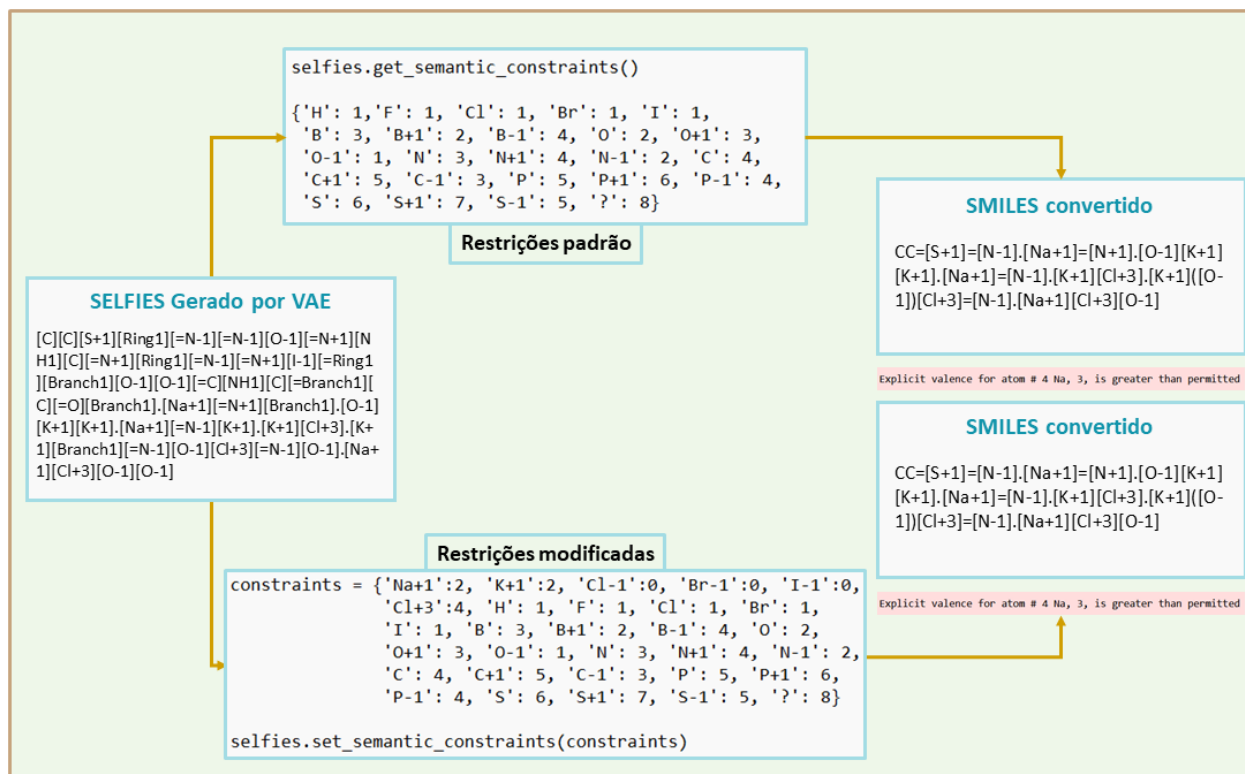 selfies.get_semantic_constraints()
{'H': 1,'F': 1, 'Cl': 1, 'Br': 1, 'I': 1,
'B': 3, 'B+1': 2, 'B-1': 4, 'O': 2, 'O+1': 3,
'O-1': 1, 'N': 3, 'N+1': 4, 'N-1': 2, 'C': 4,
'C+1': 5, 'C-1': 3, 'P': 5, 'P+1': 6, 'P-1': 4,
'S': 6, 'S+1': 7, 'S-1': 5, '?': 8}
Restrições padrão
SELFIES Gerado por VAE
[C][C][S+1][Ring1][=N-1][=N-1][O-1][=N+1][N
H1][C][=N+1][Ring1][=N-1][=N+1][I-1][=Ring1
][Branch1][O-1][O-1][=C][NH1][C][=Branch1][
C][=O][Branch1].[Na+1][=N+1][Branch1].[O-1]
[K+1][K+1].[Na+1][=N-1][K+1].[K+1][Cl+3].[K+
1][Branch1][=N-1][O-1][Cl+3][=N-1][O-1].[Na+
1][Cl+3][O-1][O-1]
SMILES convertido
CC=[S+1]=[N-1].[Na+1]=[N+1].[O-1][K+1]
[K+1].[Na+1]=[N-1].[K+1][Cl+3].[K+1]([O-
1])[Cl+3]=[N-1].[Na+1][Cl+3][O-1]
Explicit valence for atom # 4 Na, 3, is greater than permitted
SMILES convertido
CC=[S+1]=[N-1].[Na+1]=[N+1].[O-1][K+1]
[K+1].[Na+1]=[N-1].[K+1][Cl+3].[K+1]([O-
1])[Cl+3]=[N-1].[Na+1][Cl+3][O-1]
Explicit valence for atom # 4 Na, 3, is greater than permitted
Restrições modificadas
constraints = {'Na+1':2, 'K+1':2, 'Cl-1':0, 'Br-1':0, 'I-1':0,
'Cl+3':4, 'H': 1, 'F': 1, 'Cl': 1, 'Br': 1,
'I': 1, 'B': 3, 'B+1': 2, 'B-1': 4, 'O': 2,
'O+1': 3, 'O-1': 1, 'N': 3, 'N+1': 4, 'N-1': 2,
'C': 4, 'C+1': 5, 'C-1': 3, 'P': 5, 'P+1': 6,
'P-1': 4, 'S': 6, 'S+1': 7, 'S-1': 5, '?': 8}
selfies.set_semantic_constraints(constraints)